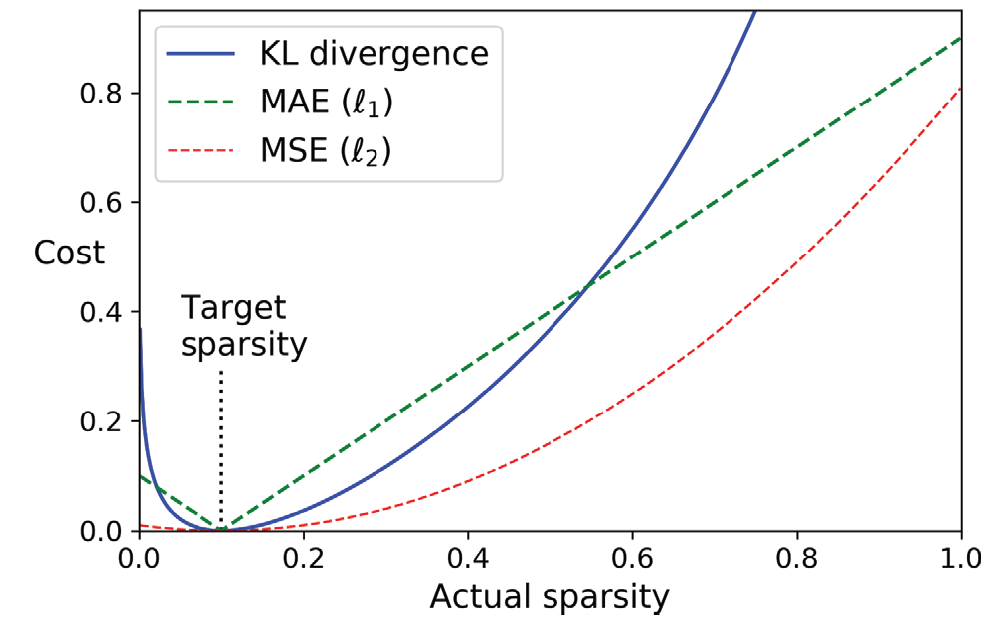 KL divergence
MAE (ℓ₁)
MSE (ℓ₂)
0.8
0.6
Cost
0.4
Target
sparsity
0.2
0.0
0.0 0.2 0.4 0.6 0.8 1.0
Actual sparsity